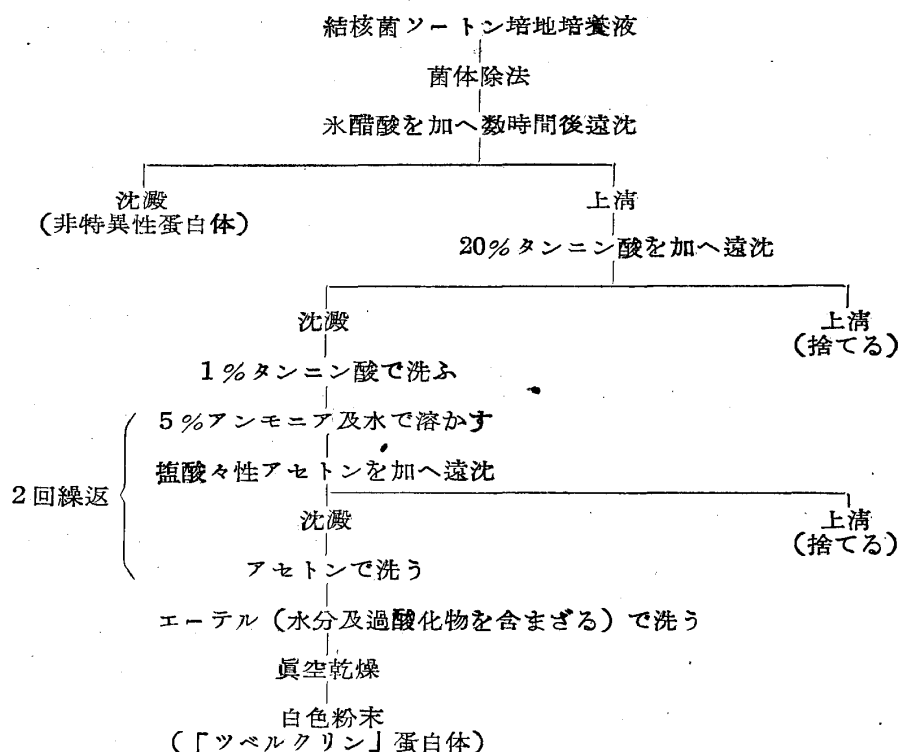 結核菌ソートン培地培養液
菌体除法
氷醋酸を加へ数時間後遠沈
沈澱
(非特異性蛋白体)
上淸
20%タンニン酸を加へ遠沈
沈澱
上淸
(捨てる)
1%タンニン酸で洗ふ
5%アンモニア及水で溶かす
塩酸々性アセトンを加へ遠沈
2回繰返
沈澱
上淸
(捨てる)
アセトンで洗う
エーテル(水分及過酸化物を含まざる)で洗う
眞空乾燥
白色粉末
(「ツベルクリン」蛋白体)